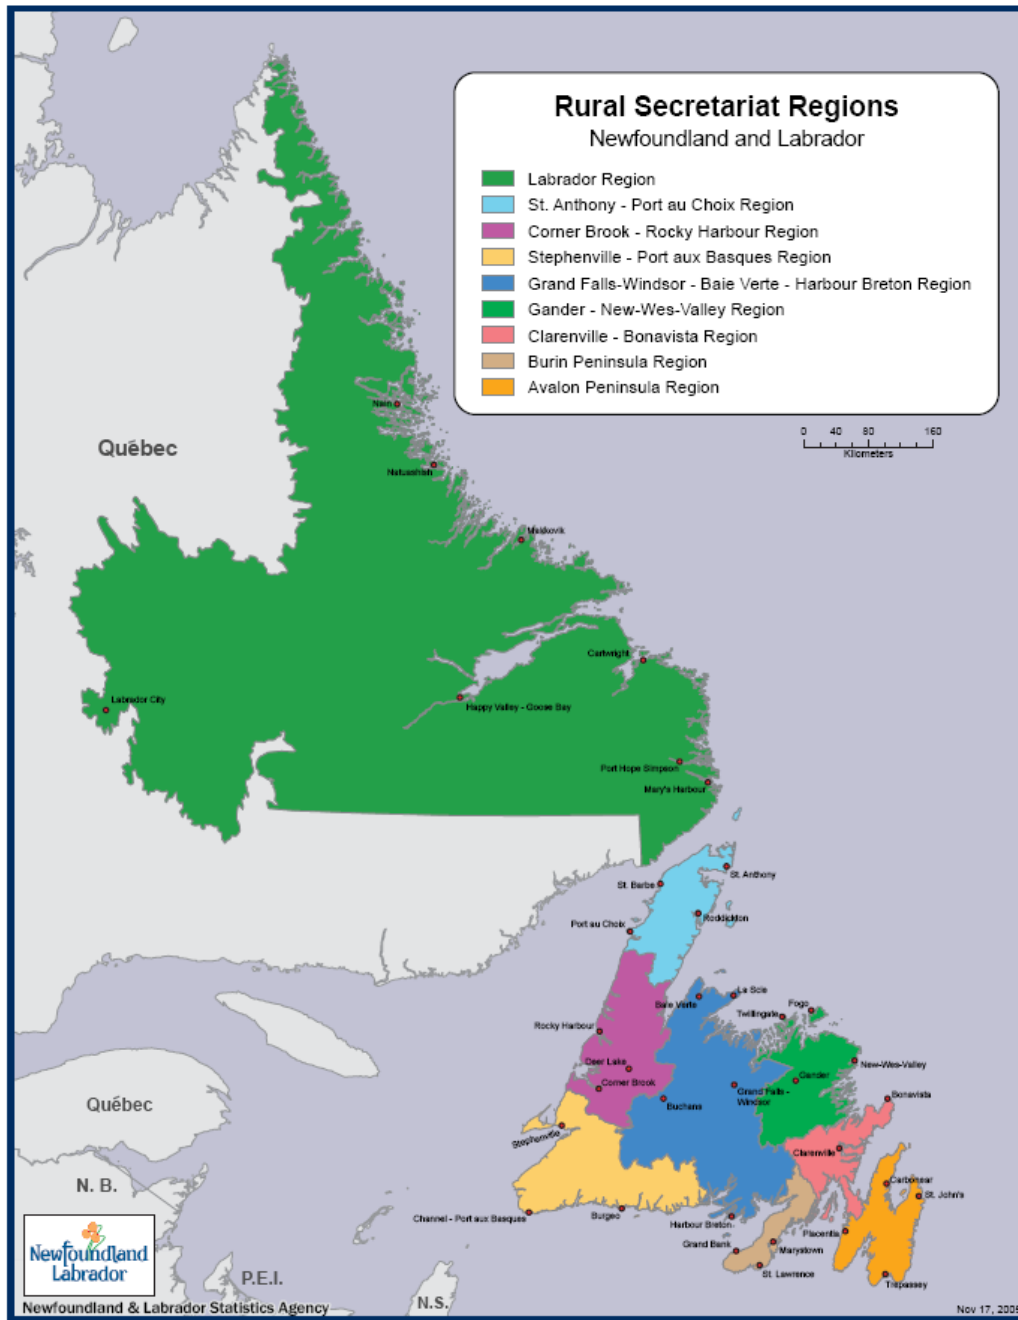 Rural Secretariat Regions
Newfoundland and Labrador
Labrador Region
St. Anthony - Port au Choix Region
Corner Brook - Rocky Harbour Region
Stephenville - Port aux Basques Region
Grand Falls-Windsor - Baie Verte - Harbour Breton Region
Gander - New-Wes-Valley Region
Clarenville - Bonavista Region
Burin Peninsula Region
Avalon Peninsula Region
0 40 80 160
Kilometers
Nain
Québec
Natuashish
Makkovik
Cartwright
Labrador City
Happy Valley - Goose Bay
Port Hope Simpson
Mary's Harbour
St. Anthony
St. Barbe
Roddickton
Port au Choix
La Scie
Baie Verte
Fogo
Twillingate
Rocky Harbour
Deer Lake
New-Wes-Valley
Gander
Corner Brook
Grand Falls -
Windsor
Buchans
Bonavista
Québec
Stephenville
Clarenville
Carbonear
St. John's
N. B.
Channel - Port aux Basques
Burgeo
Harbour Breton
Placentia
Grand Bank
Marystown
St. Lawrence
Trepassey
P.E.I.
N.S.
Newfoundland
Labrador
Newfoundland & Labrador Statistics Agency
Nov 17, 2005